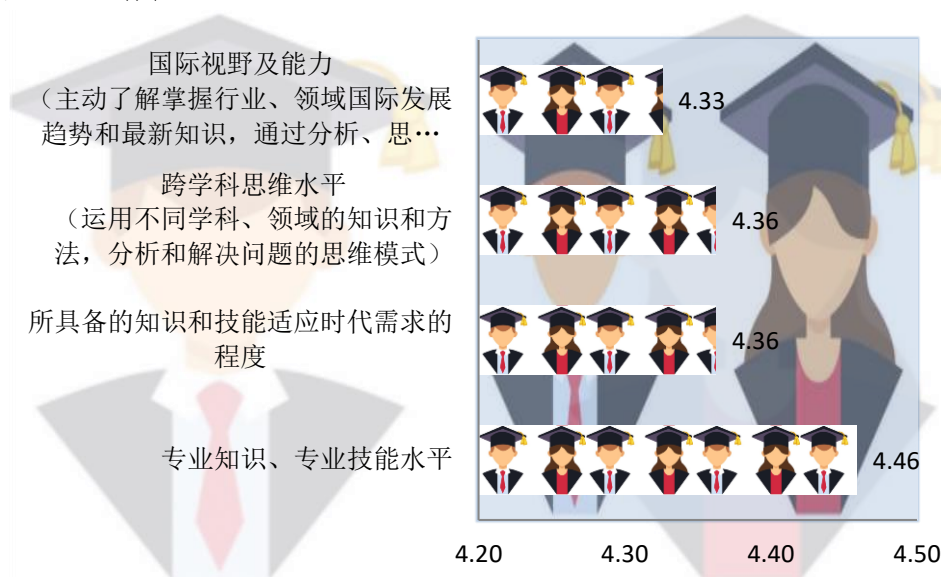 国际视野及能力
（主动了解掌握行业、领域国际发展
趋势和最新知识，通过分析、思…
4.33
跨学科思维水平
（运用不同学科、领域的知识和方
法，分析和解决问题的思维模式）
4.36
所具备的知识和技能适应时代需求的
程度
4.36
专业知识、专业技能水平
4.46
4.20 4.30 4.40 4.50